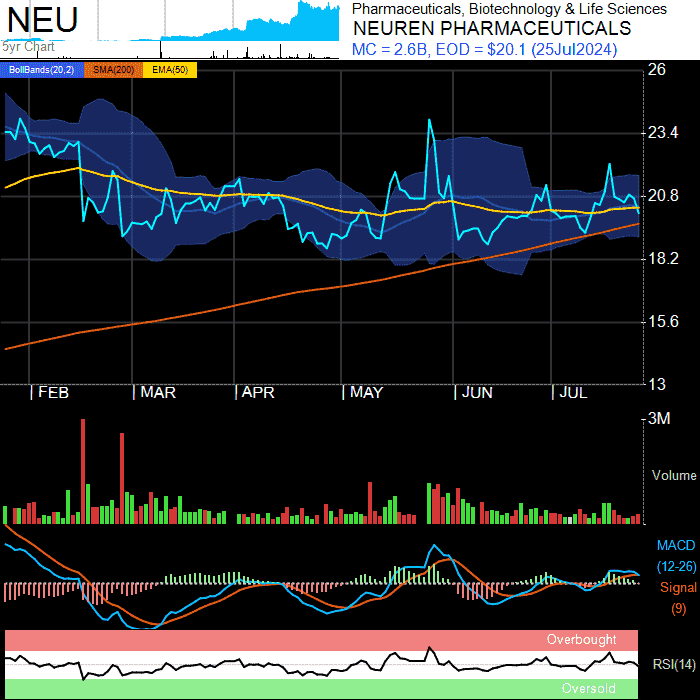 NEU
5yr Chart
Pharmaceuticals, Biotechnology & Life Sciences
NEUREN PHARMACEUTICALS
MC = 2.6B, EOD = $20.1 (25Jul2024)
BollBands(20,2) SMA(200) EMA(50)
26
23.4
20.8
18.2
15.6
13
FEB MAR APR MAY JUN JUL
3M
Volume
MACD
(12-26)
Signal
(9)
Overbought
RSI(14)
Oversold